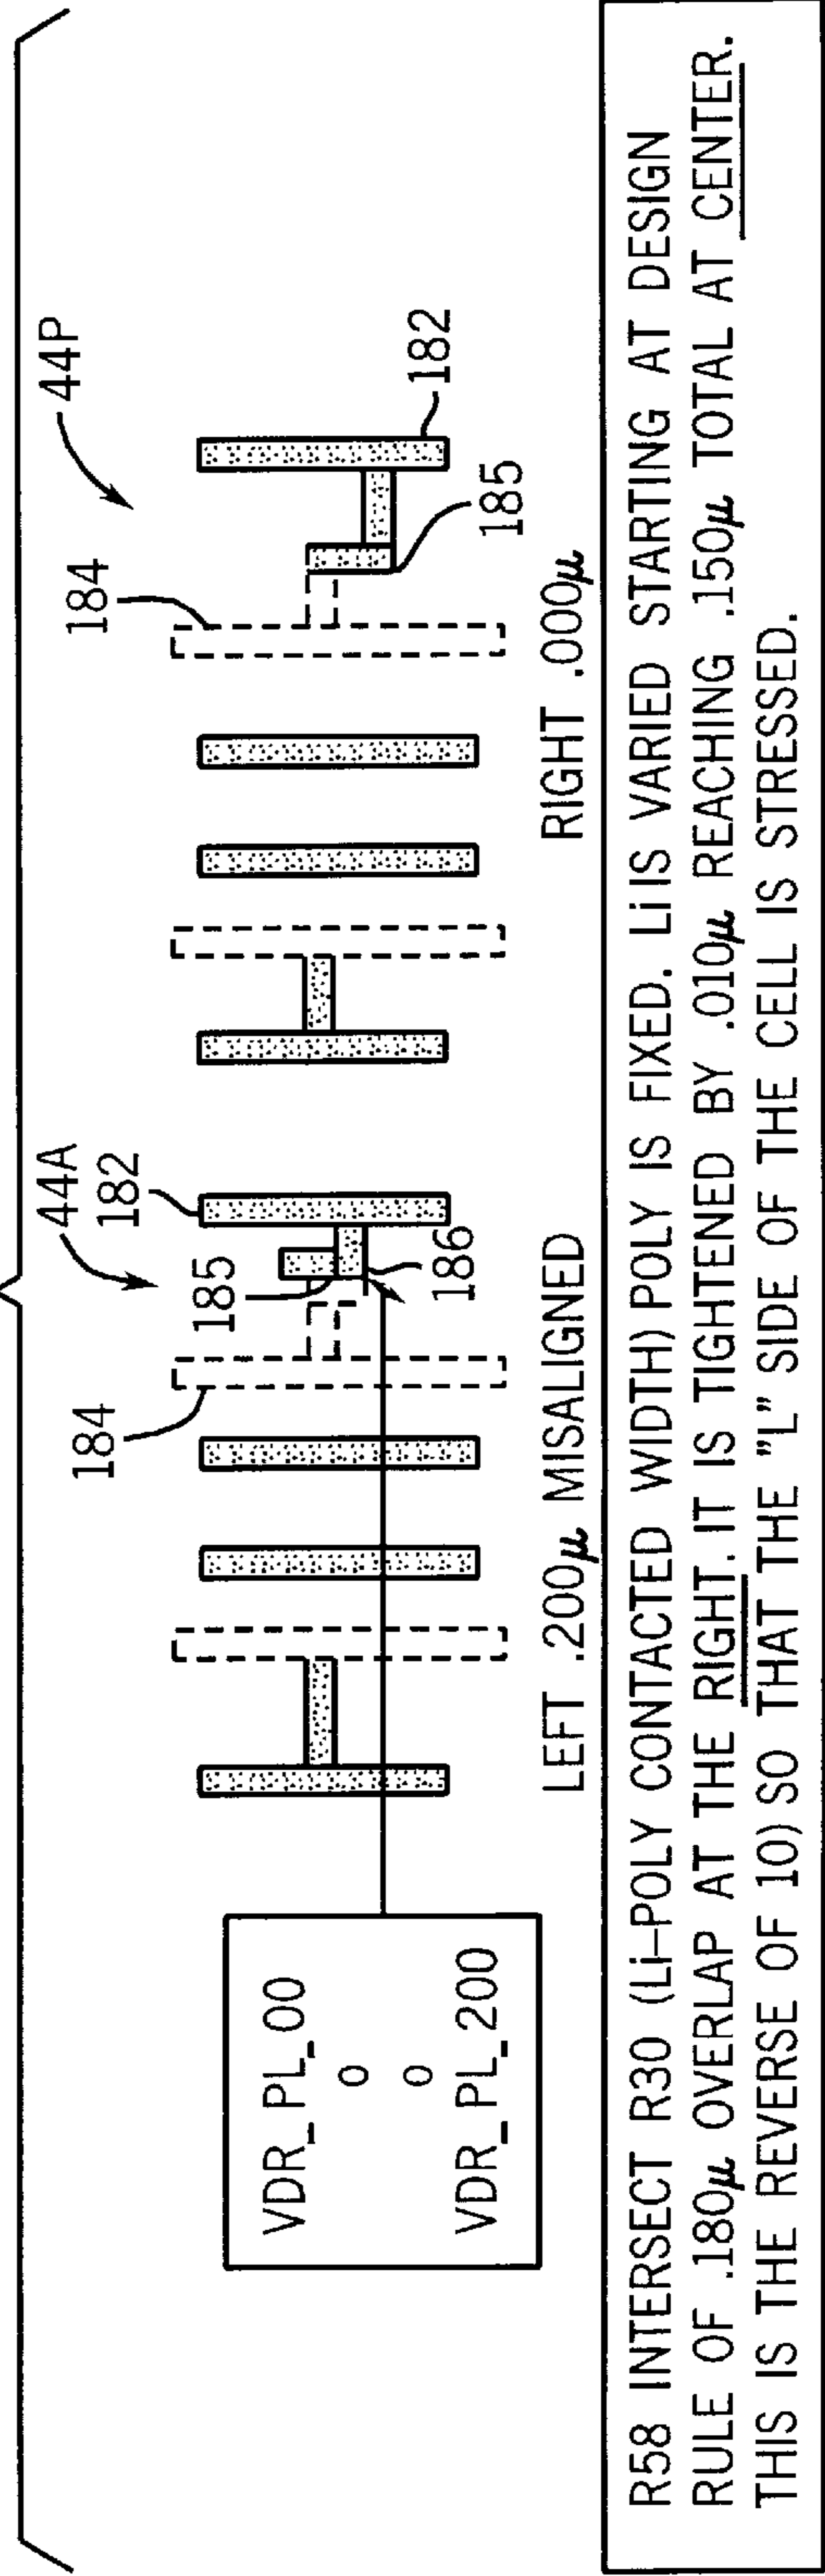 44A
44P
182
184
182
184
185
185
186
VDR_PL_00
o
o
VDR_PL_200
LEFT .200μ MISALIGNED
RIGHT .000μ
R58 INTERSECT R30 (Li–POLY CONTACTED WIDTH) POLY IS FIXED. Li IS VARIED STARTING AT DESIGN
RULE OF .180μ OVERLAP AT THE RIGHT. IT IS TIGHTENED BY .010μ REACHING .150μ TOTAL AT CENTER.
THIS IS THE REVERSE OF 10) SO THAT THE "L" SIDE OF THE CELL IS STRESSED.